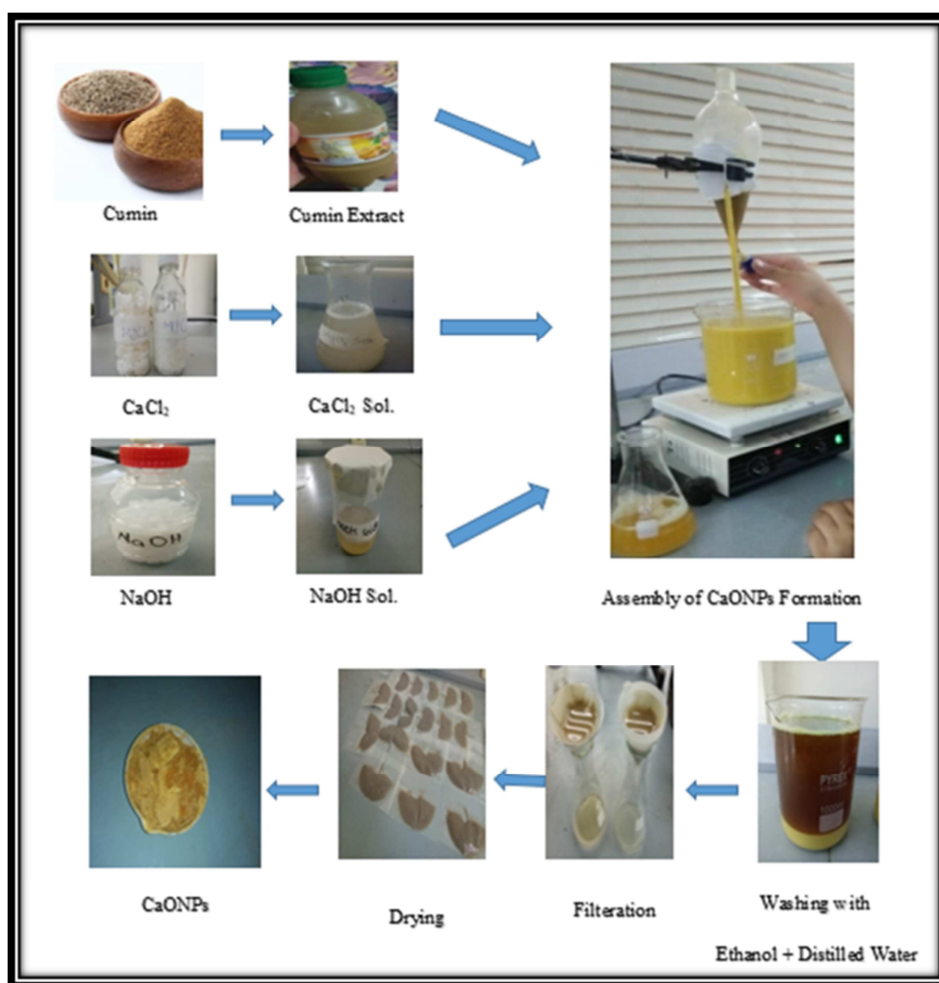 Cumin
Cumin Extract
CaCl₂
CaCl₂ Sol.
NaOH
NaOH
NaOH Sol.
Assembly of CaONPs Formation
CaONPs
Drying
Filteration
PYREX
Washing with
Ethanol + Distilled Water